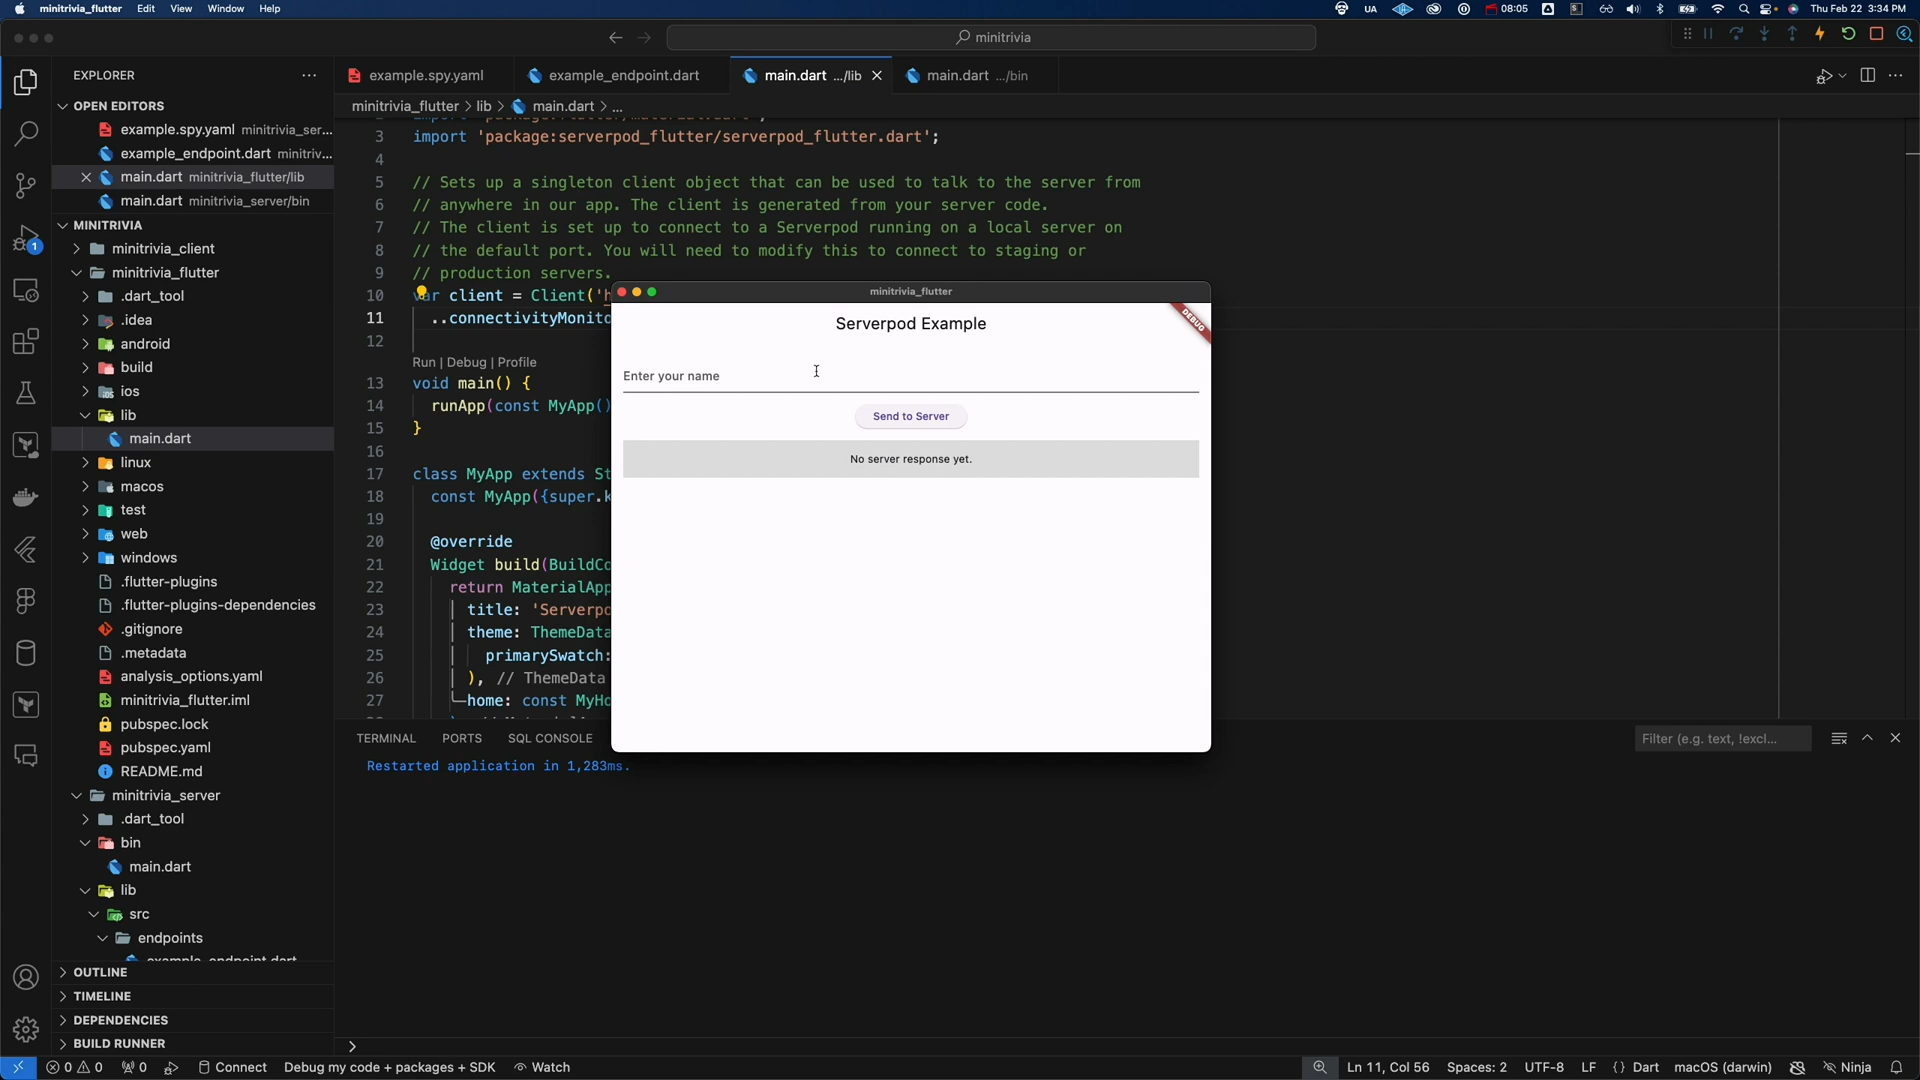 minitrivia_flutter Edit View Window Help
UA
08:05
Thu Feb 22 3:34 PM
minitrivia
EXPLORER
example.spy.yaml
example_endpoint.dart
main.dart .../lib
main.dart .../bin
minitrivia_flutter > lib > main.dart > ...
OPEN EDITORS
example.spy.yaml minitrivia_ser...
example_endpoint.dart minitriv...
main.dart minitrivia_flutter/lib
main.dart minitrivia_server/bin
MINITRIVIA
minitrivia_client
minitrivia_flutter
.dart_tool
.idea
android
build
ios
lib
main.dart
linux
macos
test
web
windows
.flutter-plugins
.flutter-plugins-dependencies
.gitignore
.metadata
analysis_options.yaml
minitrivia_flutter.iml
pubspec.lock
pubspec.yaml
README.md
minitrivia_server
.dart_tool
bin
main.dart
lib
src
endpoints
example_endpoint.dart
OUTLINE
TIMELINE
DEPENDENCIES
BUILD RUNNER
1
3 import 'package:serverpod_flutter/serverpod_flutter.dart';
4
5 // Sets up a singleton client object that can be used to talk to the server from
6 // anywhere in our app. The client is generated from your server code.
7 // The client is set up to connect to a Serverpod running on a local server on
8 // the default port. You will need to modify this to connect to staging or
9 // production servers.
10 var client = Client('h
11 ..connectivityMonito
12
Run | Debug | Profile
13 void main() {
14 runApp(const MyApp()
15 }
16
17 class MyApp extends St
18 const MyApp({super.k
19
20 @override
21 Widget build(BuildCo
22 return MaterialApp
23 title: 'Serverpo
24 theme: ThemeData
25 primarySwatch:
26 ), // ThemeData
27 home: const MyHo
minitrivia_flutter
DEBUG
Serverpod Example
Enter your name
Send to Server
No server response yet.
TERMINAL PORTS SQL CONSOLE
Filter (e.g. text, !excl...
Restarted application in 1,283ms.
0 0 0 Connect Debug my code + packages + SDK Watch
Ln 11, Col 56 Spaces: 2 UTF-8 LF {} Dart macOS (darwin) Ninja